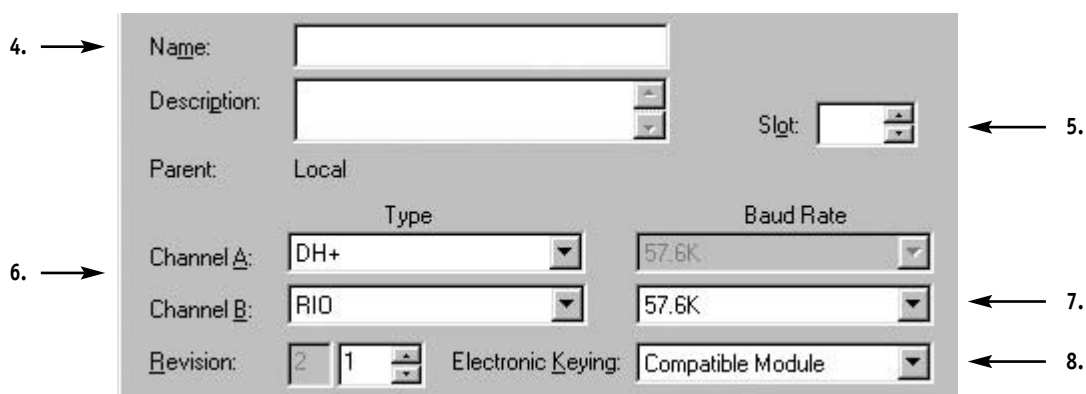 4. Name:
Description:
Slot: 5.
Parent: Local
Type Baud Rate
Channel A: DH+ 57.6K
6.
Channel B: RIO 57.6K 7.
Revision: 2 1 Electronic Keying: Compatible Module 8.